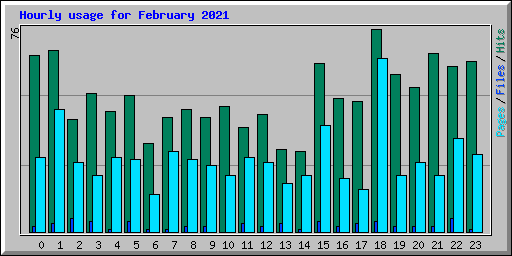 Hourly usage for February 2021
76
Pages / Files / Hits
0 1 2 3 4 5 6 7 8 9 10 11 12 13 14 15 16 17 18 19 20 21 22 23